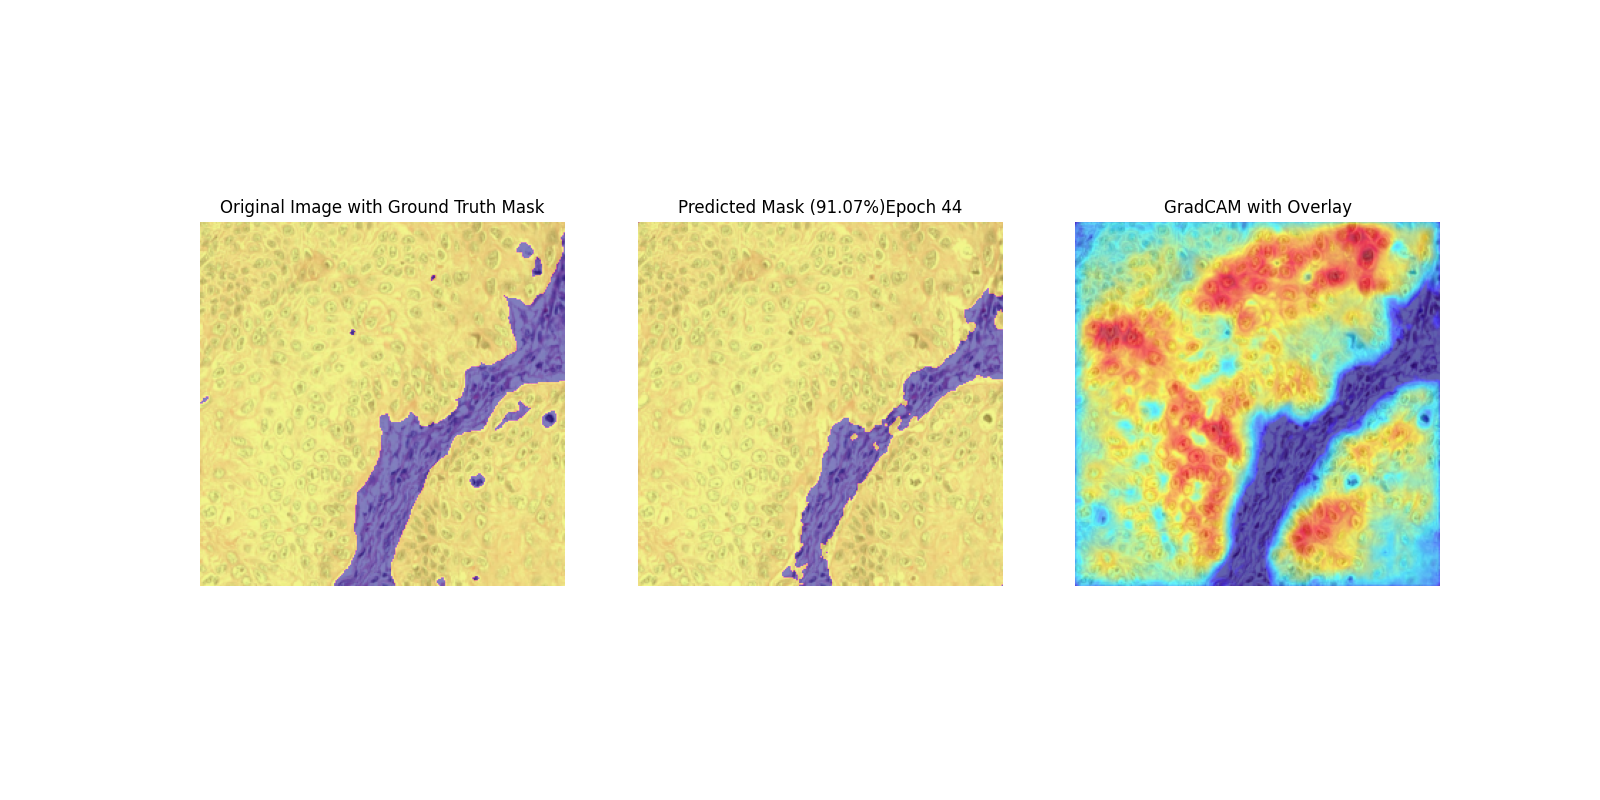 Original Image with Ground Truth Mask
Predicted Mask (91.07%)Epoch 44
GradCAM with Overlay